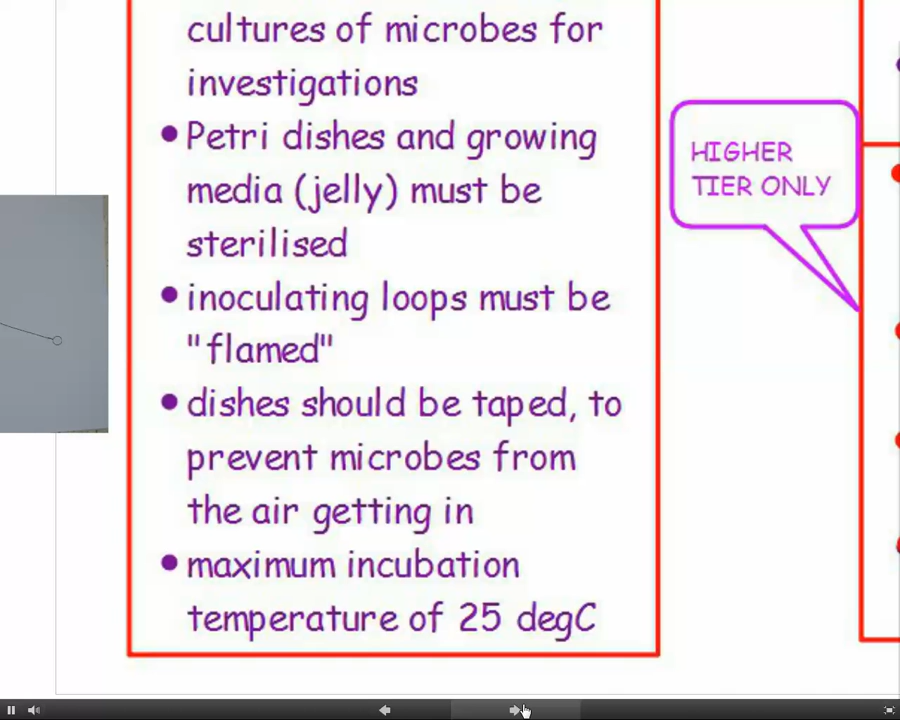 cultures of microbes for
investigations
• Petri dishes and growing
media (jelly) must be
sterilised
• inoculating loops must be
"flamed"
• dishes should be taped, to
prevent microbes from
the air getting in
• maximum incubation
temperature of 25 degC
HIGHER
TIER ONLY